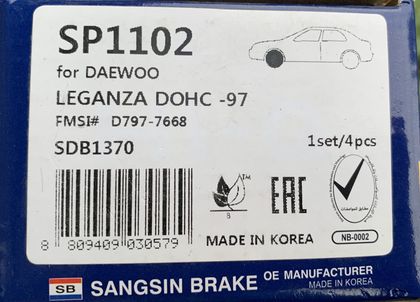 SP1102
for DAEWOO
LEGANZA DOHC -97
FMSI# D797-7668
SDB1370
1set/4pcs
TM
B
EAC
8 809409 030579
MADE IN KOREA
NB-0002
SB
SANGSIN BRAKE
OE MANUFACTURER
MADE IN KOREA